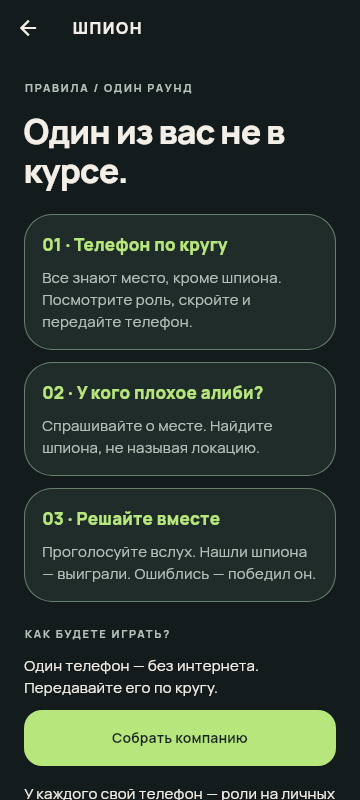 ШПИОН
ПРАВИЛА / ОДИН РАУНД
Один из вас не в
курсе.
01 · Телефон по кругу
Все знают место, кроме шпиона.
Посмотрите роль, скройте и
передайте телефон.
02 · У кого плохое алиби?
Спрашивайте о месте. Найдите
шпиона, не называя локацию.
03 · Решайте вместе
Проголосуйте вслух. Нашли шпиона
— выиграли. Ошиблись — победил он.
КАК БУДЕТЕ ИГРАТЬ?
Один телефон — без интернета.
Передавайте его по кругу.
Собрать компанию
У каждого свой телефон — роли на личных